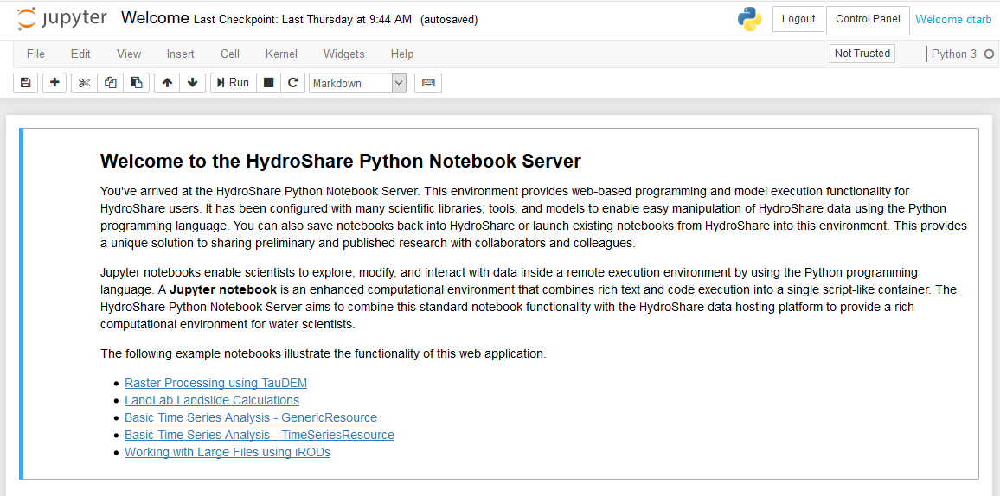 jupyter Welcome Last Checkpoint: Last Thursday at 9:44 AM (autosaved) Logout Control Panel Welcome dtarb
File Edit View Insert Cell Kernel Widgets Help Not Trusted Python 3
Run Markdown
Welcome to the HydroShare Python Notebook Server
You've arrived at the HydroShare Python Notebook Server. This environment provides web-based programming and model execution functionality for
HydroShare users. It has been configured with many scientific libraries, tools, and models to enable easy manipulation of HydroShare data using the Python
programming language. You can also save notebooks back into HydroShare or launch existing notebooks from HydroShare into this environment. This provides
a unique solution to sharing preliminary and published research with collaborators and colleagues.
Jupyter notebooks enable scientists to explore, modify, and interact with data inside a remote execution environment by using the Python programming
language. A Jupyter notebook is an enhanced computational environment that combines rich text and code execution into a single script-like container. The
HydroShare Python Notebook Server aims to combine this standard notebook functionality with the HydroShare data hosting platform to provide a rich
computational environment for water scientists.
The following example notebooks illustrate the functionality of this web application.
• Raster Processing using TauDEM
• LandLab Landslide Calculations
• Basic Time Series Analysis - GenericResource
• Basic Time Series Analysis - TimeSeriesResource
• Working with Large Files using iRODs